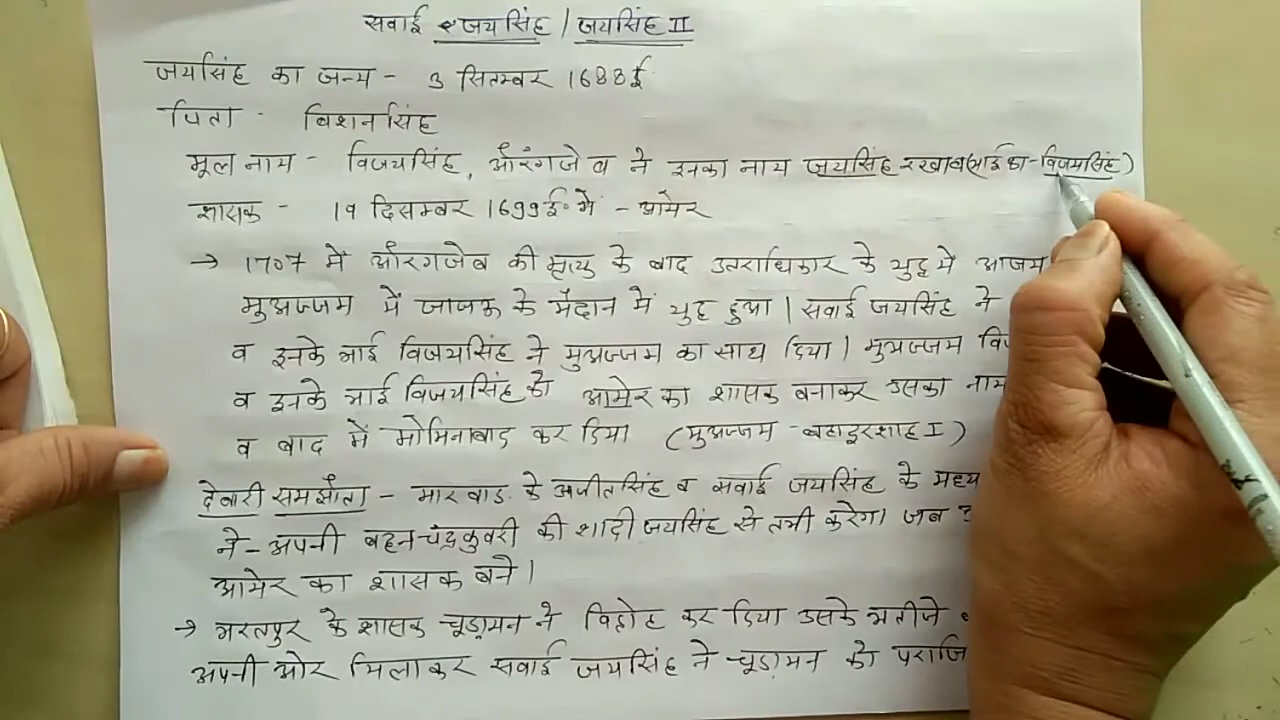 सवाई जयसिंह / जयसिंह II
जयसिंह का जन्म - 3 सितम्बर 1688ई
पिता - बिशनसिंह
मूल नाम - विजयसिंह, औरंगजेब ने इनका नाम जयसिंह रखा व (भाई का - विजयसिंह)
शासक - 19 दिसम्बर 1699ई॰ में - आमेर
→ 1707 में औरंगजेब की मृत्यु के बाद उतराधिकार के युद्ध में आजम
मुअज्जम में जाजऊ के मैदान में युद्ध हुआ | सवाई जयसिंह ने
व इनके भाई विजयसिंह ने मुअज्जम का साथ दिया | मुअज्जम
व इनके भाई विजयसिंह को आमेर का शासक बनाकर उसका नाम
व बाद में मोमिनाबाद कर दिया (मुअज्जम - बहादुरशाह I)
देबारी समझौता - मारवाड के अजीतसिंह व सवाई जयसिंह के मध्य
ने - अपनी बहन चंद्रकुवरी की शादी जयसिंह से तभी करेगा जब
आमेर का शासक बने |
→ भरतपुर के शासक चूड़ामन ने विद्रोह कर दिया उसके भतीजे
अपनी ओर मिलाकर सवाई जयसिंह ने चूड़ामन को पराजि